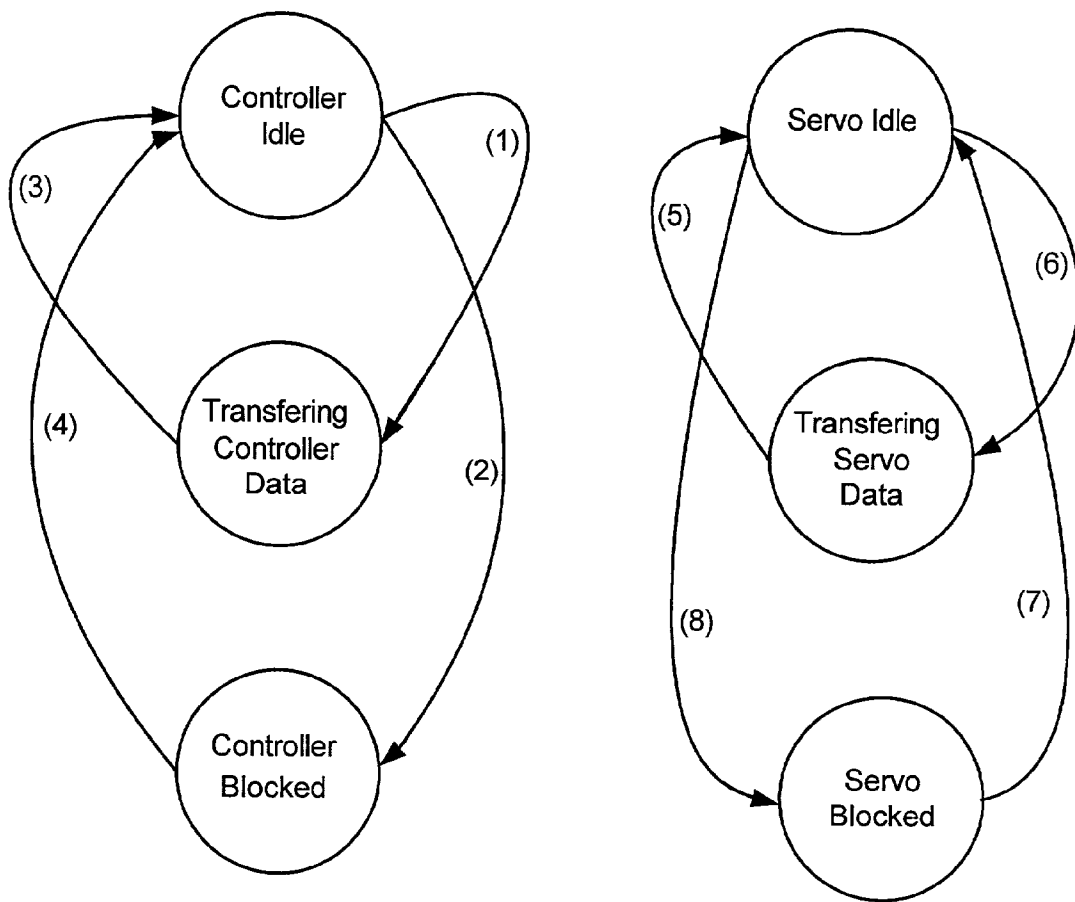 Controller
Idle
(1)
(3)
Transfering
Controller
Data
(4)
(2)
Controller
Blocked
Servo Idle
(5)
(6)
Transfering
Servo
Data
(8)
(7)
Servo
Blocked